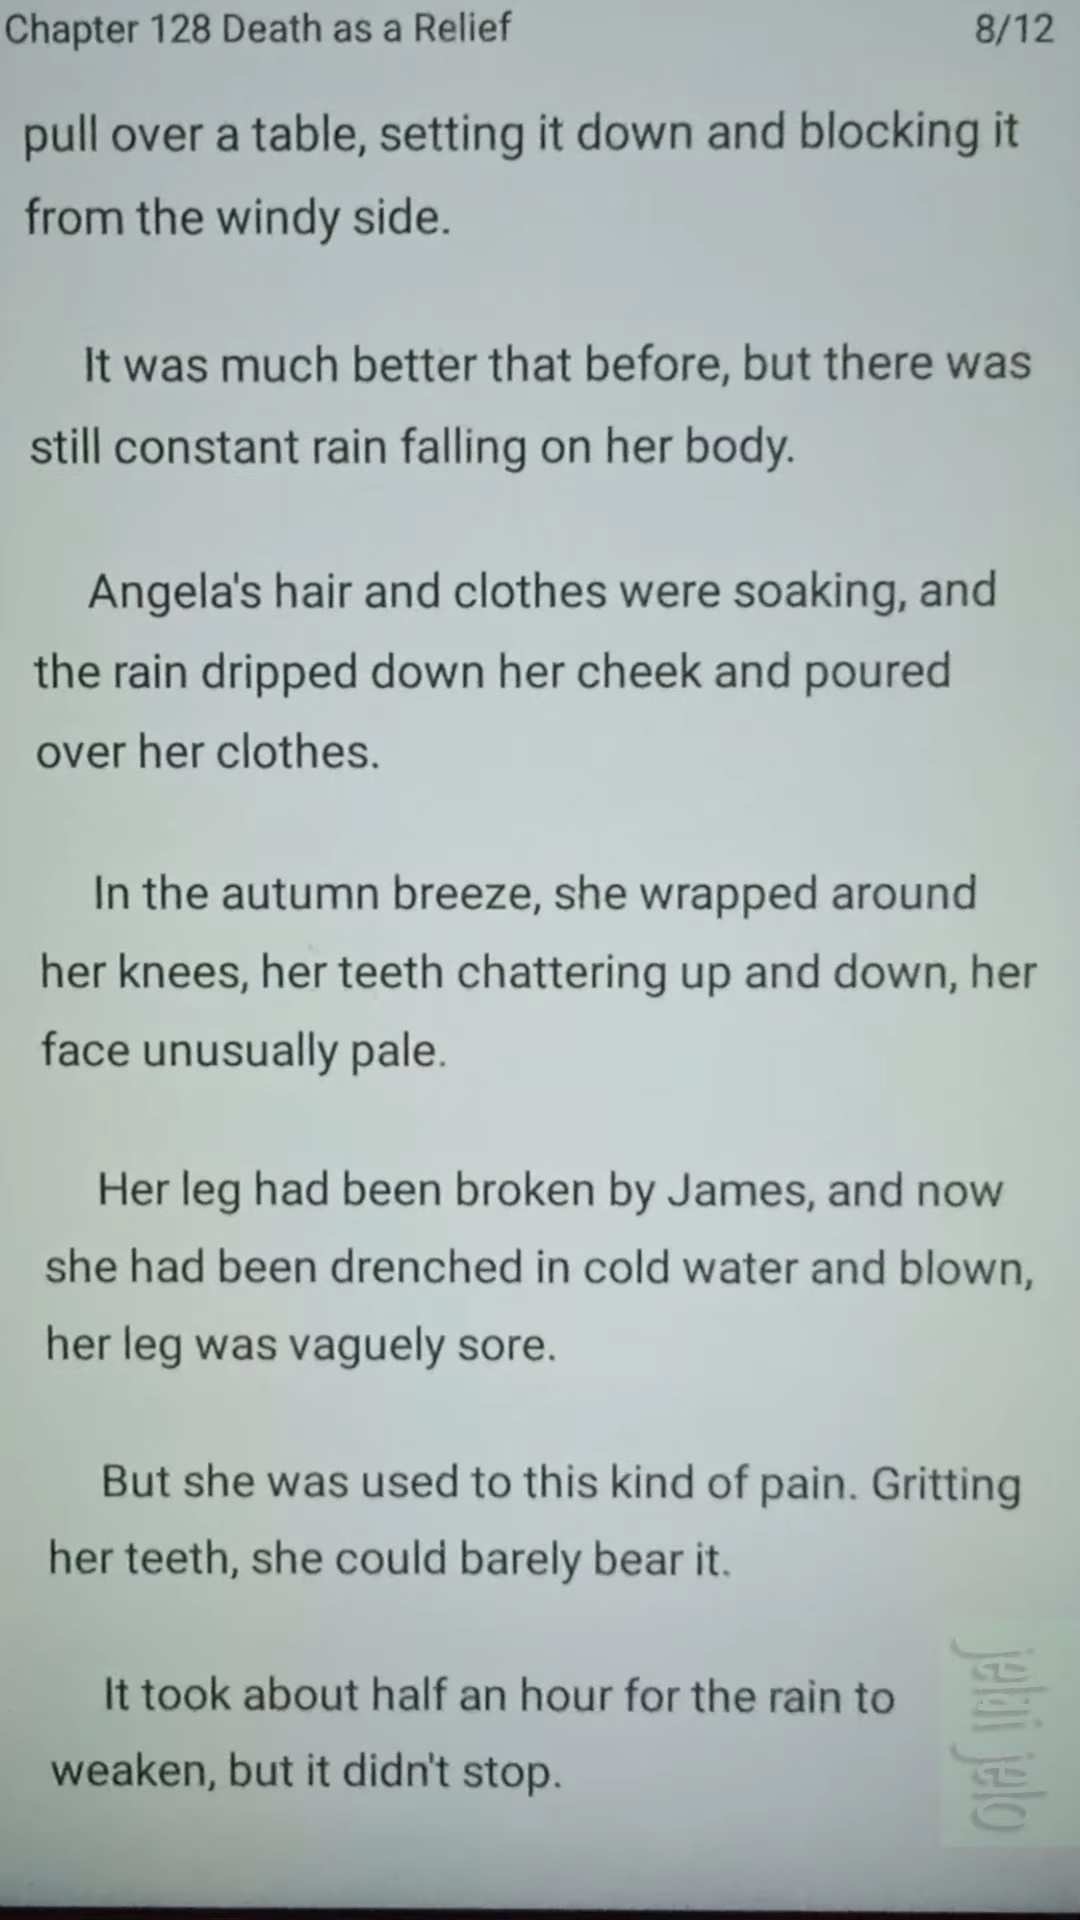 Chapter 128 Death as a Relief 8/12
pull over a table, setting it down and blocking it
from the windy side.
It was much better that before, but there was
still constant rain falling on her body.
Angela's hair and clothes were soaking, and
the rain dripped down her cheek and poured
over her clothes.
In the autumn breeze, she wrapped around
her knees, her teeth chattering up and down, her
face unusually pale.
Her leg had been broken by James, and now
she had been drenched in cold water and blown,
her leg was vaguely sore.
But she was used to this kind of pain. Gritting
her teeth, she could barely bear it.
It took about half an hour for the rain to
weaken, but it didn't stop.